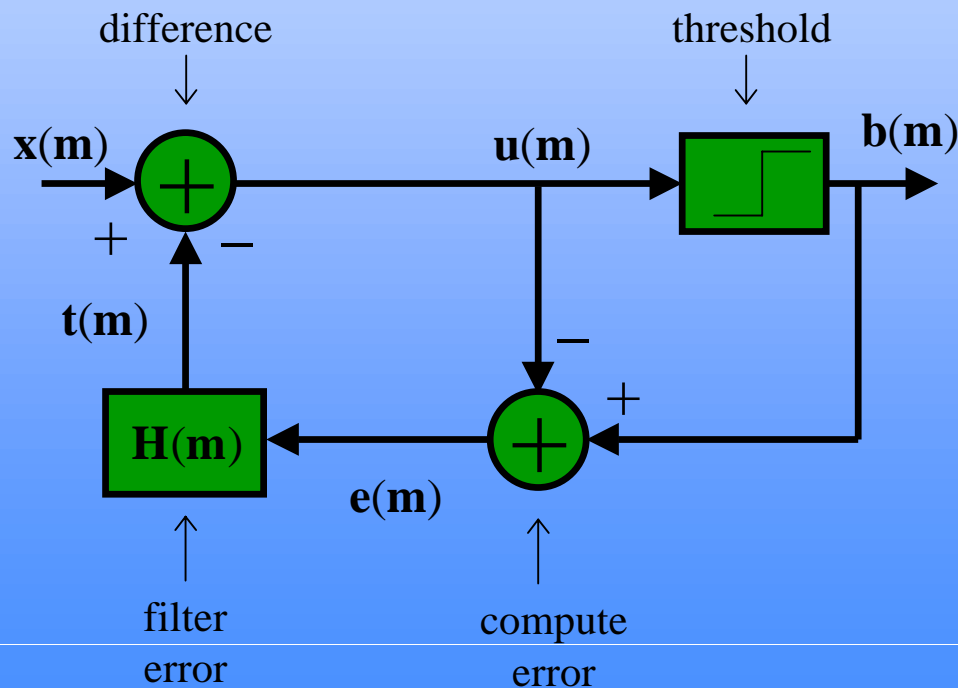 difference
threshold
x(m)
u(m)
b(m)
+
−
t(m)
−
+
H(m)
e(m)
filter
error
compute
error